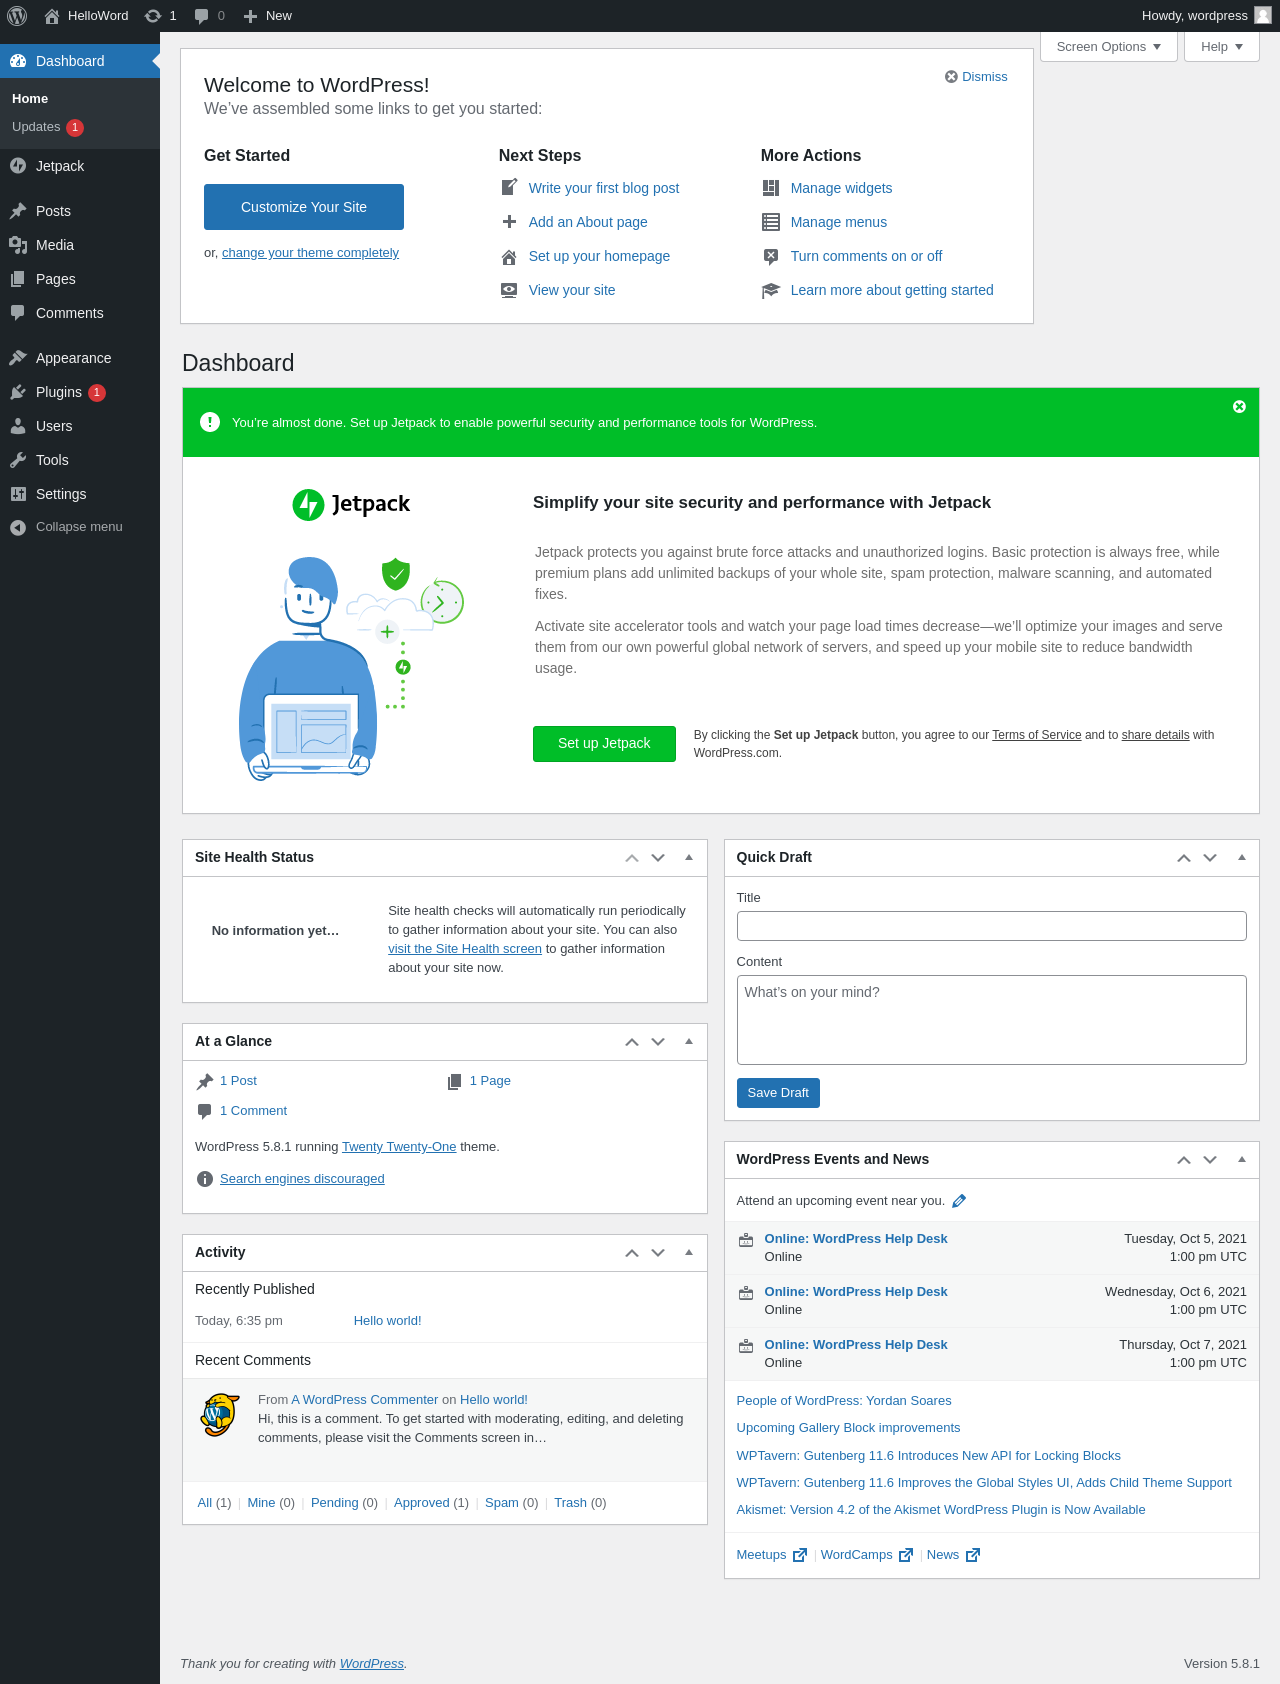 HelloWorld 1 0 New Howdy, wordpress
Dashboard
Home
Updates 1
Jetpack
Posts
Media
Pages
Comments
Appearance
Plugins 1
Users
Tools
Settings
Collapse menu
Screen Options Help
Welcome to WordPress!
Dismiss
We’ve assembled some links to get you started:
Get Started
Customize Your Site
or, change your theme completely
Next Steps
Write your first blog post
Add an About page
Set up your homepage
View your site
More Actions
Manage widgets
Manage menus
Turn comments on or off
Learn more about getting started
Dashboard
You’re almost done. Set up Jetpack to enable powerful security and performance tools for WordPress.
Jetpack
Simplify your site security and performance with Jetpack
Jetpack protects you against brute force attacks and unauthorized logins. Basic protection is always free, while
premium plans add unlimited backups of your whole site, spam protection, malware scanning, and automated
fixes.
Activate site accelerator tools and watch your page load times decrease—we’ll optimize your images and serve
them from our own powerful global network of servers, and speed up your mobile site to reduce bandwidth
usage.
Set up Jetpack
By clicking the Set up Jetpack button, you agree to our Terms of Service and to share details with
WordPress.com.
Site Health Status
No information yet…
Site health checks will automatically run periodically
to gather information about your site. You can also
visit the Site Health screen to gather information
about your site now.
At a Glance
1 Post 1 Page
1 Comment
WordPress 5.8.1 running Twenty Twenty-One theme.
Search engines discouraged
Activity
Recently Published
Today, 6:35 pm Hello world!
Recent Comments
From A WordPress Commenter on Hello world!
Hi, this is a comment. To get started with moderating, editing, and deleting
comments, please visit the Comments screen in…
All (1) | Mine (0) | Pending (0) | Approved (1) | Spam (0) | Trash (0)
Quick Draft
Title
Content
What’s on your mind?
Save Draft
WordPress Events and News
Attend an upcoming event near you.
Online: WordPress Help Desk Tuesday, Oct 5, 2021
Online 1:00 pm UTC
Online: WordPress Help Desk Wednesday, Oct 6, 2021
Online 1:00 pm UTC
Online: WordPress Help Desk Thursday, Oct 7, 2021
Online 1:00 pm UTC
People of WordPress: Yordan Soares
Upcoming Gallery Block improvements
WPTavern: Gutenberg 11.6 Introduces New API for Locking Blocks
WPTavern: Gutenberg 11.6 Improves the Global Styles UI, Adds Child Theme Support
Akismet: Version 4.2 of the Akismet WordPress Plugin is Now Available
Meetups | WordCamps | News
Thank you for creating with WordPress. Version 5.8.1